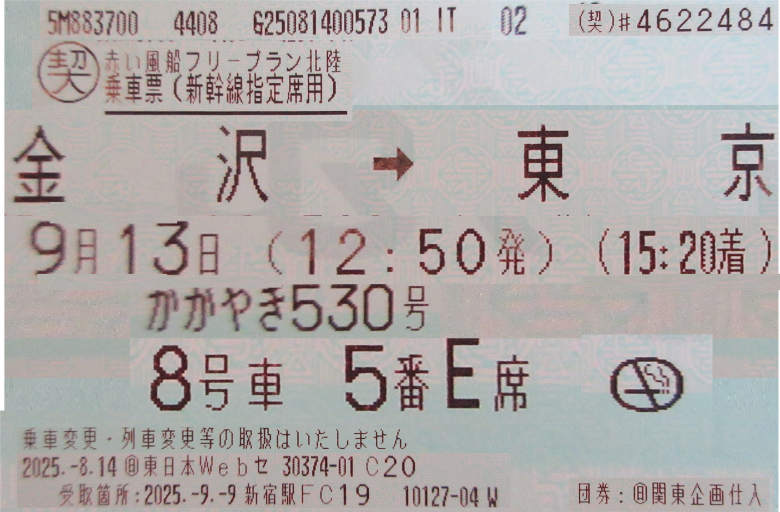 5M883700 4408 G25081400573 01 IT 02 (契)#4622484
契 赤い風船フリープラン北陸
乗車票(新幹線指定席用)
金沢 → 東京
9月13日 (12:50発) (15:20着)
かがやき530号
8号車 5番E席
乗車変更・列車変更等の取扱はいたしません
2025.-8.14 ㊐東日本Webセ 30374-01 C20
受取箇所:2025.-9.-9 新宿駅FC19 10127-04 W 団券:㊐関東企画仕入